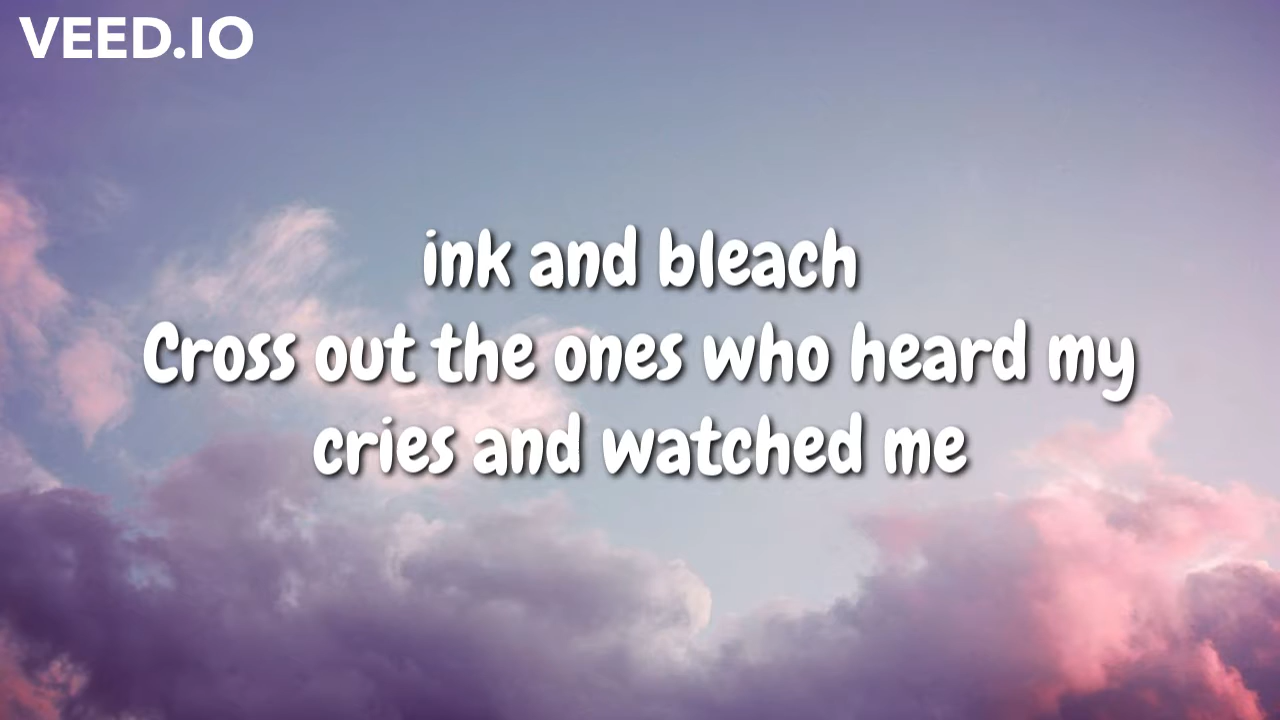 VEED.IO
ink and bleach
Cross out the ones who heard my
cries and watched me